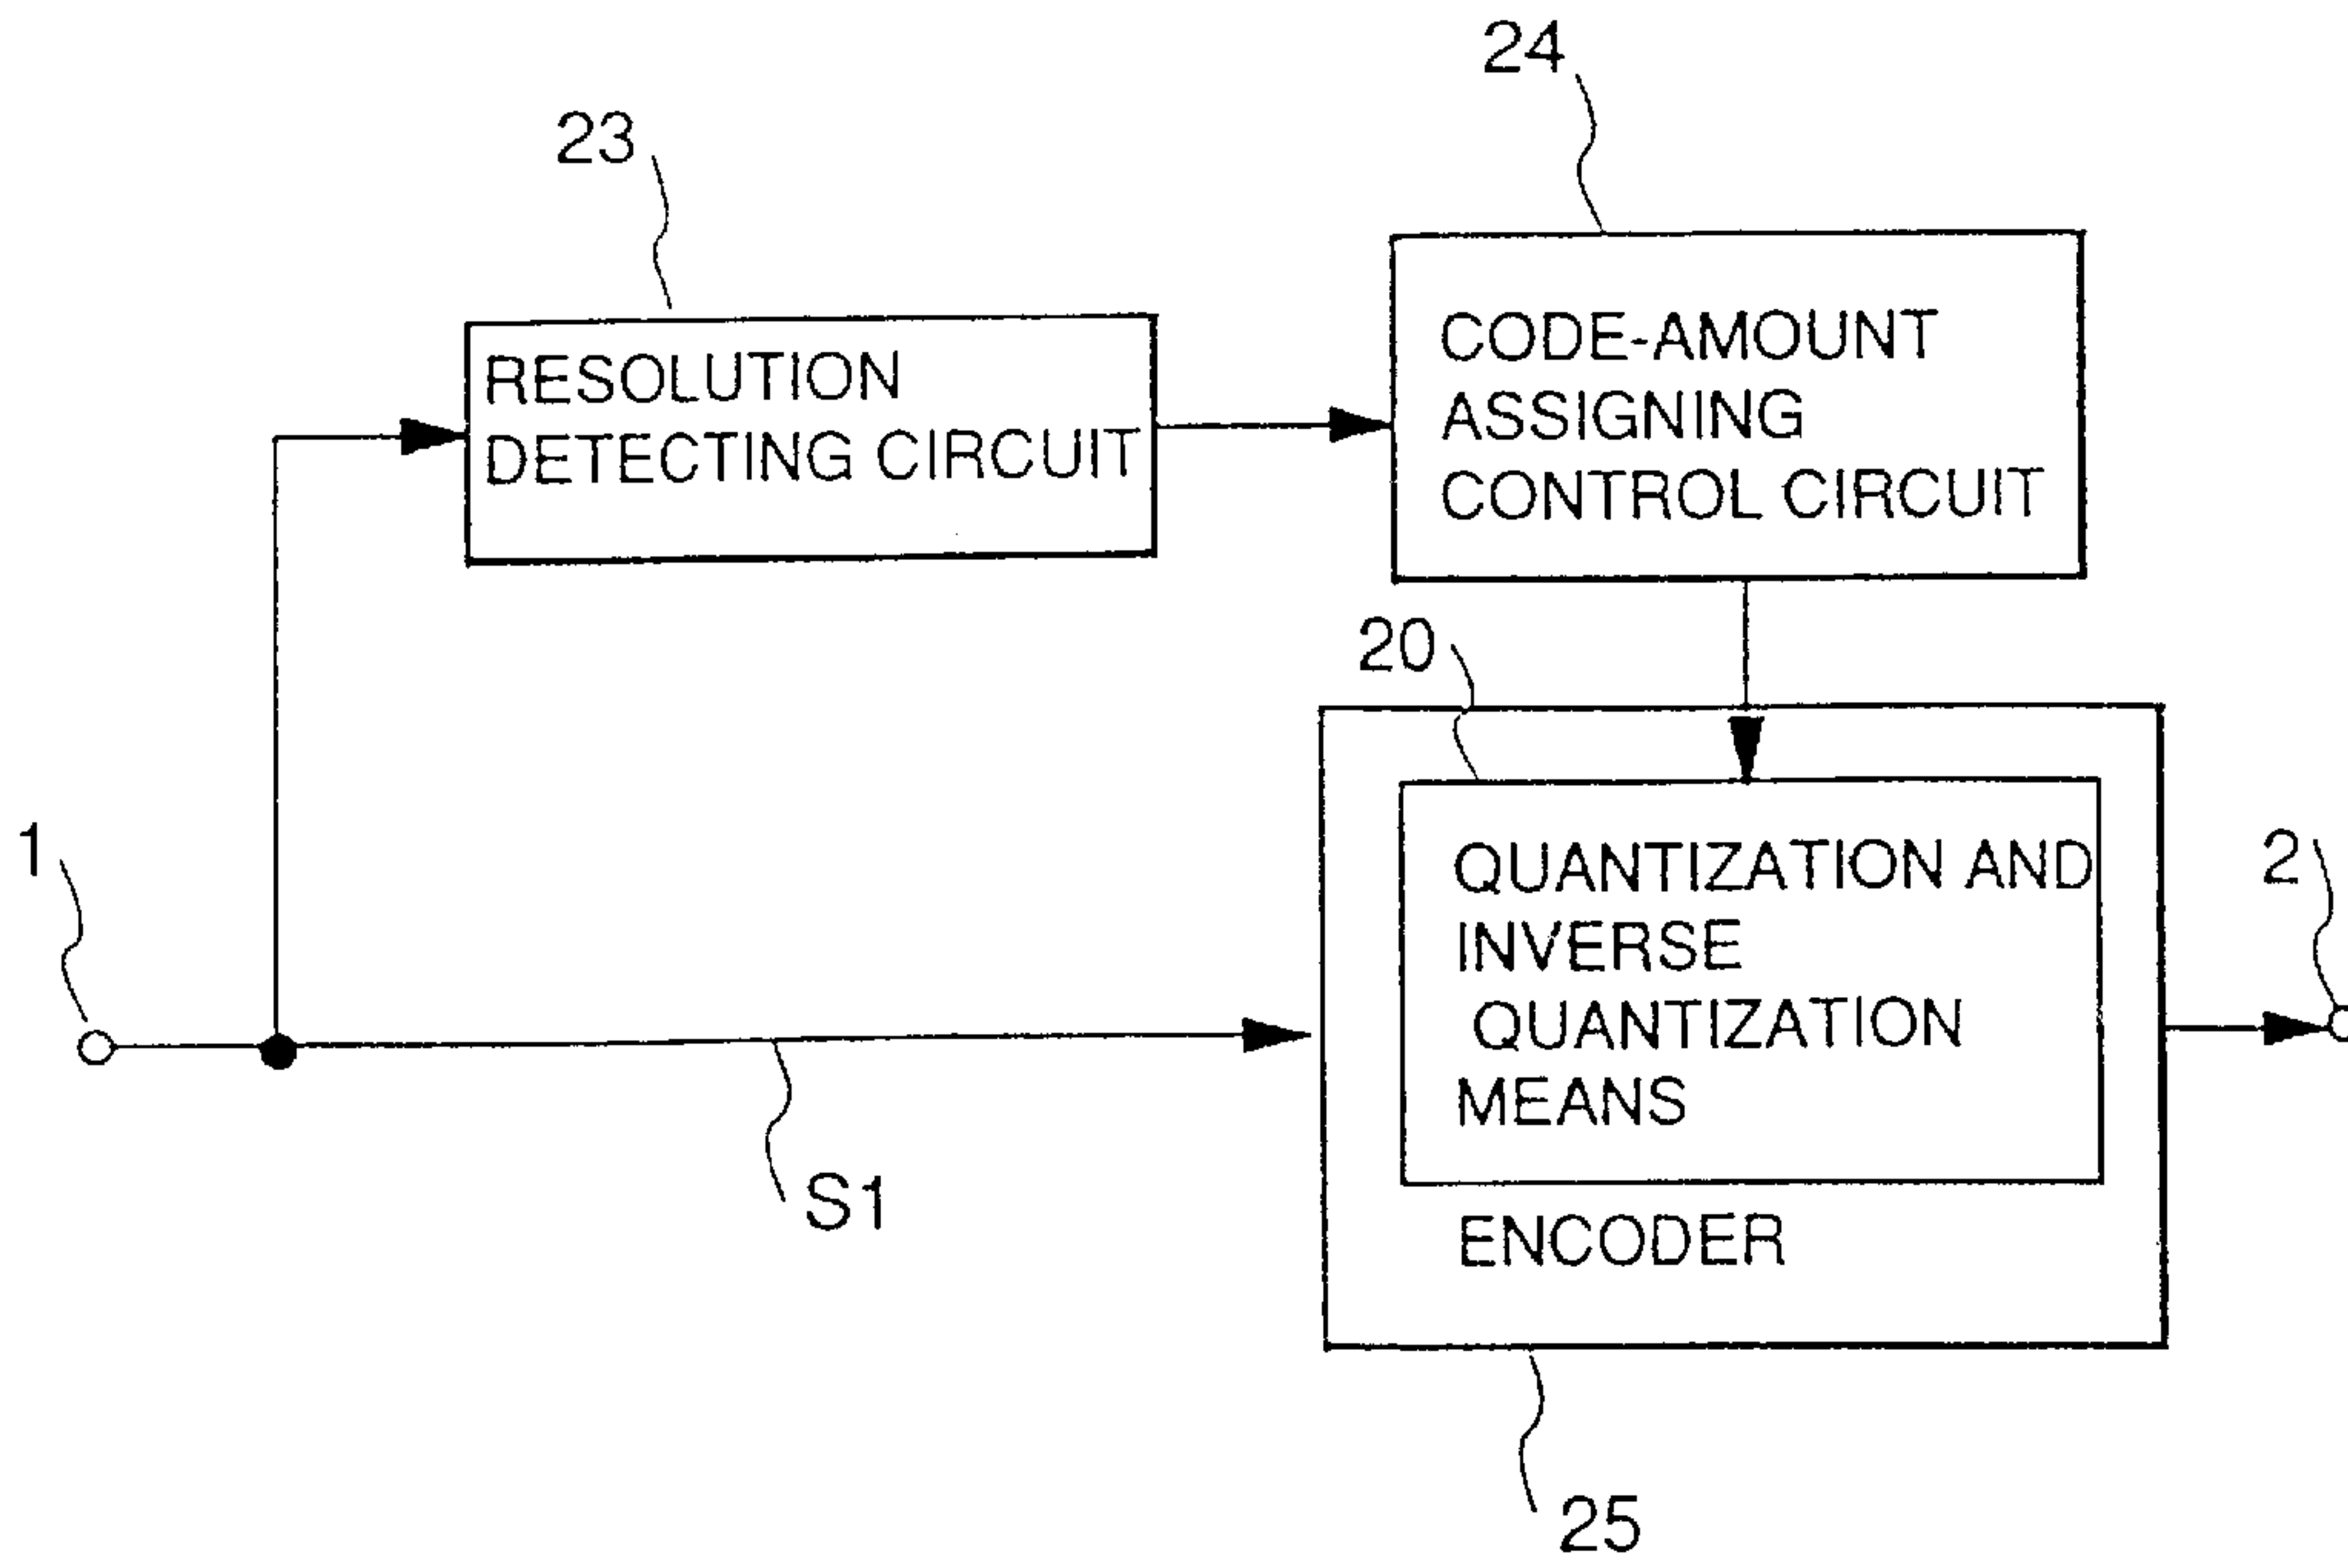 24
23
CODE-AMOUNT
ASSIGNING
CONTROL CIRCUIT
RESOLUTION
DETECTING CIRCUIT
20
1
QUANTIZATION AND
INVERSE
QUANTIZATION
MEANS
2
S1
ENCODER
25